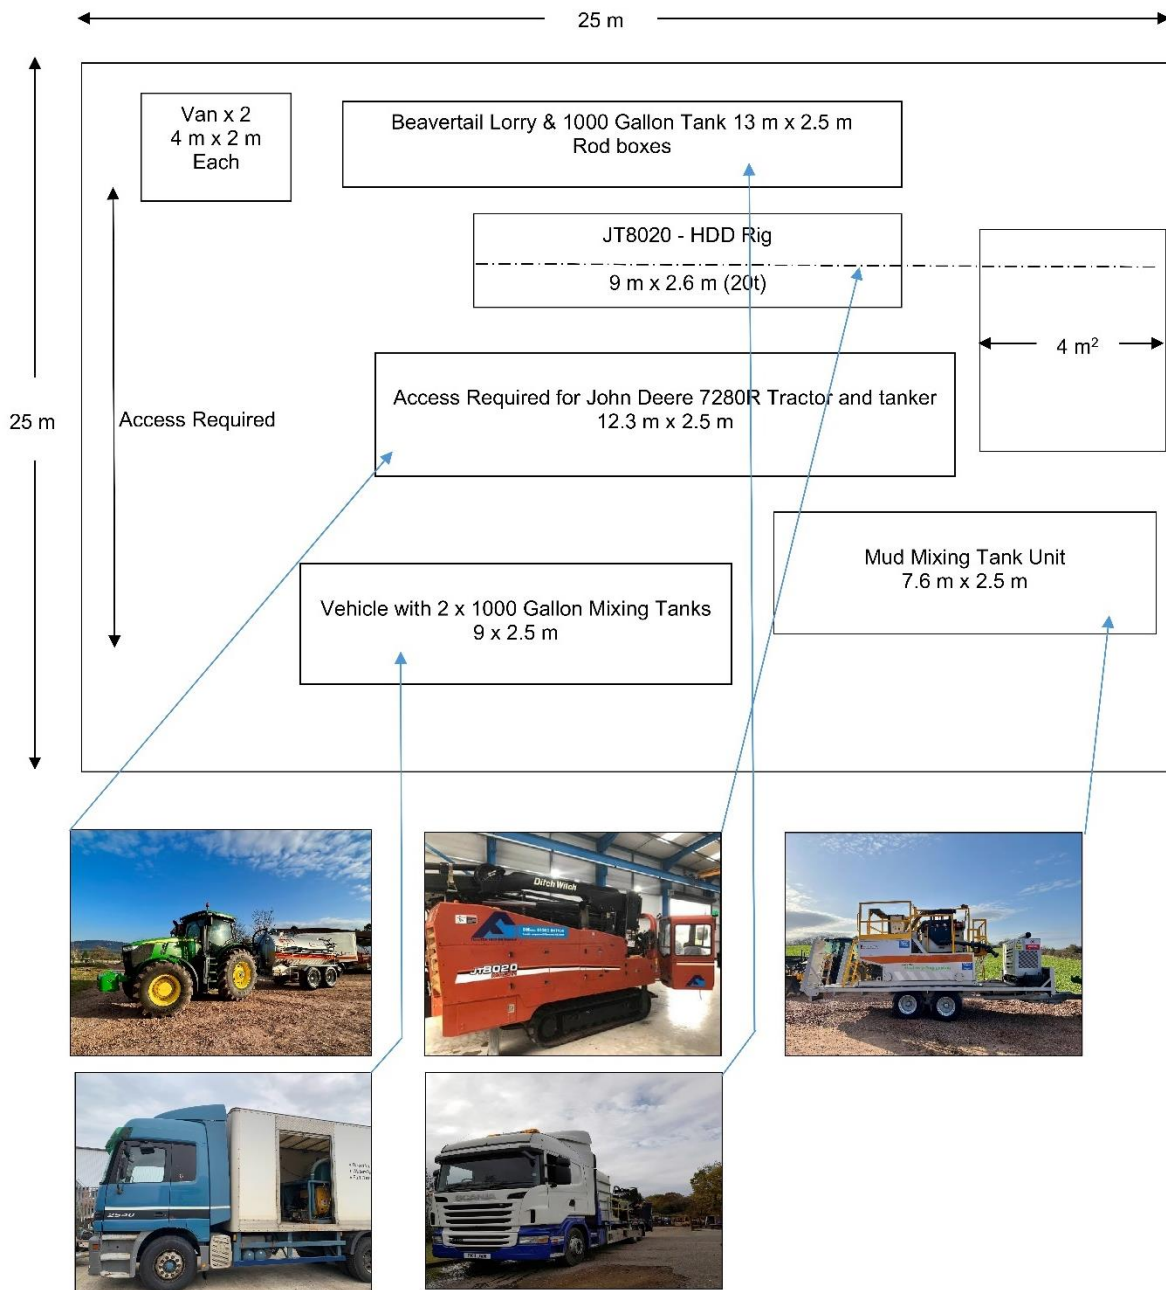 25 m
25 m
Van x 2
4 m x 2 m
Each
Beavertail Lorry & 1000 Gallon Tank 13 m x 2.5 m
Rod boxes
JT8020 - HDD Rig
9 m x 2.6 m (20t)
4 m²
Access Required for John Deere 7280R Tractor and tanker
12.3 m x 2.5 m
Access Required
Mud Mixing Tank Unit
7.6 m x 2.5 m
Vehicle with 2 x 1000 Gallon Mixing Tanks
9 x 2.5 m
Ditch Witch
JT8020
2540
SCANIA